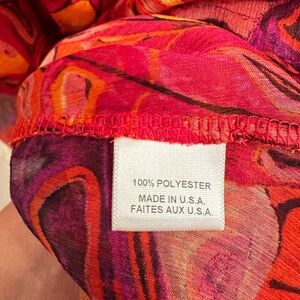 100% POLYESTER
MADE IN U.S.A.
FAITES AUX U.S.A.